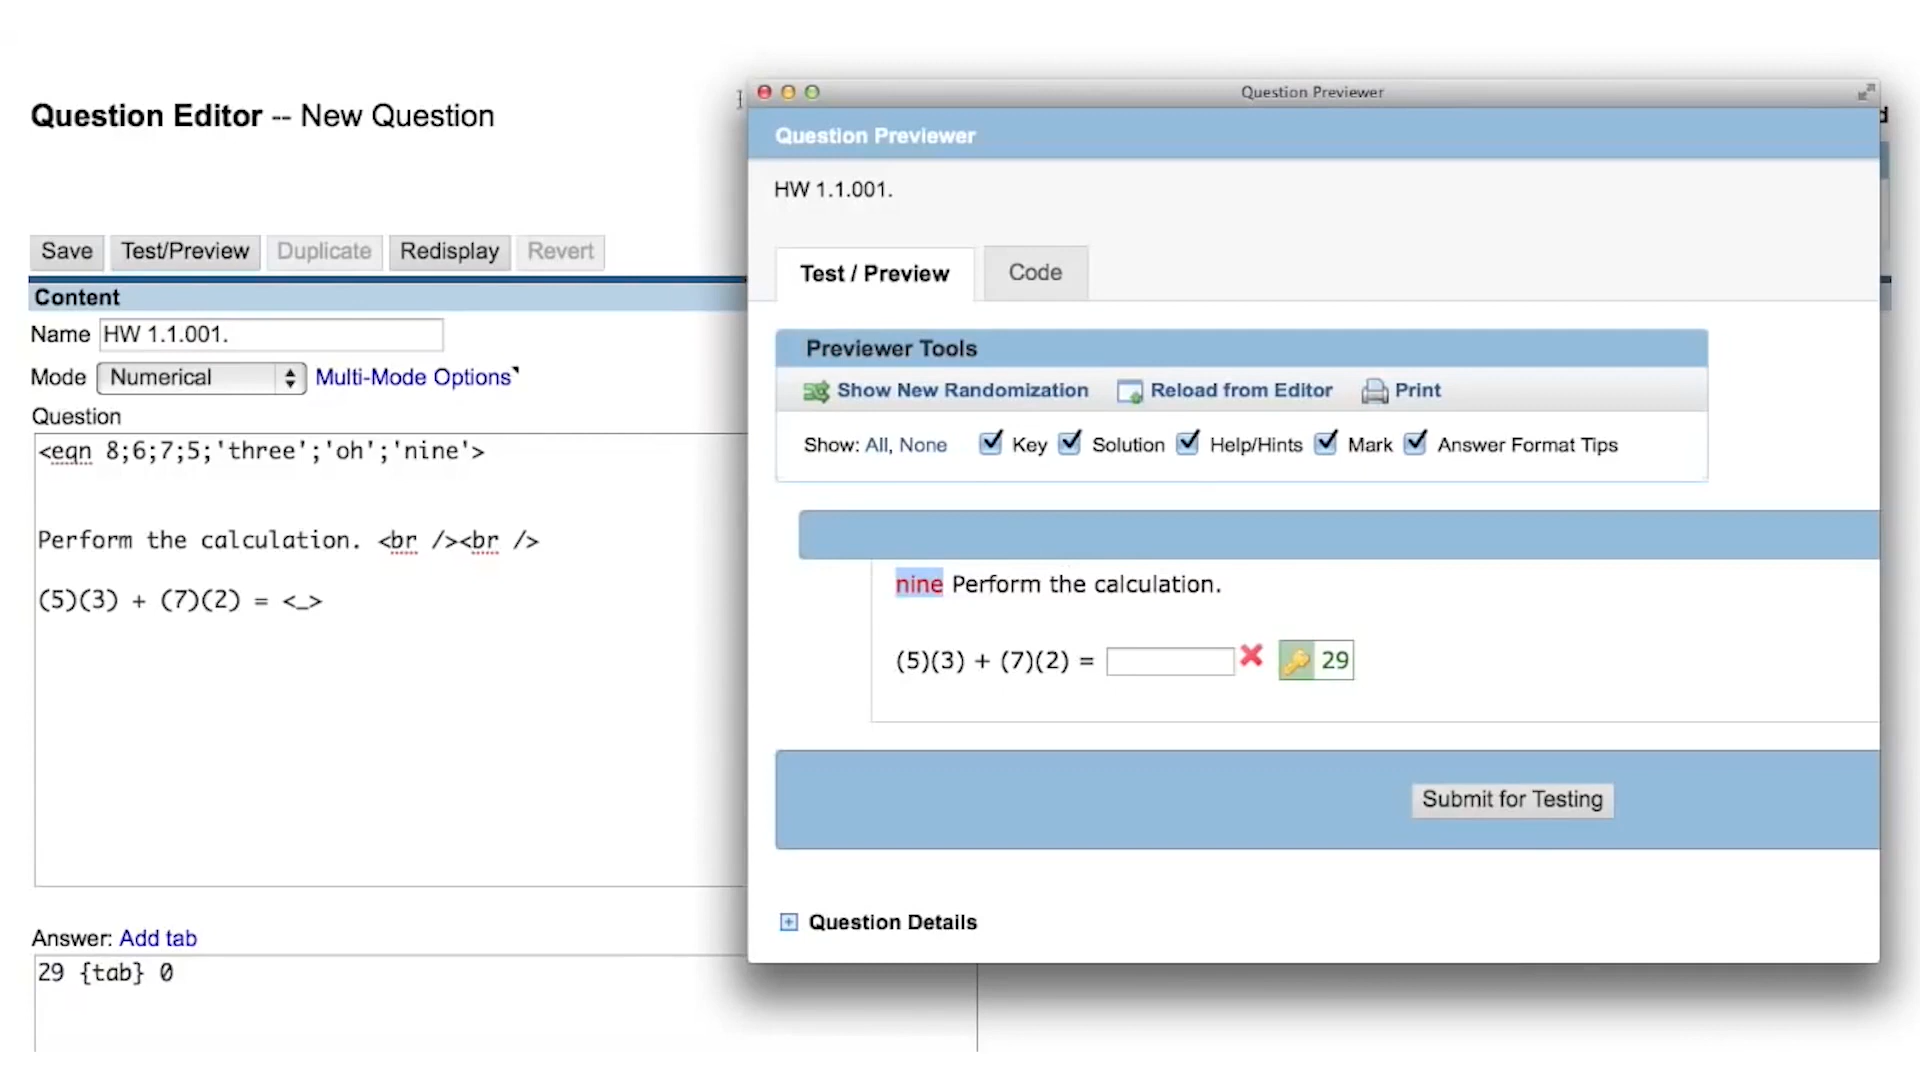 Question Editor -- New Question
Save Test/Preview Duplicate Redisplay Revert
Content
Name HW 1.1.001.
Mode Numerical Multi-Mode Options
Question
<eqn 8;6;7;5;'three';'oh';'nine'>
Perform the calculation. <br /><br />
(5)(3) + (7)(2) = <_>
Answer: Add tab
29 {tab} 0
Question Previewer
Question Previewer
HW 1.1.001.
Test / Preview Code
Previewer Tools
Show New Randomization Reload from Editor Print
Show: All, None Key Solution Help/Hints Mark Answer Format Tips
nine Perform the calculation.
(5)(3) + (7)(2) = 29
Submit for Testing
Question Details